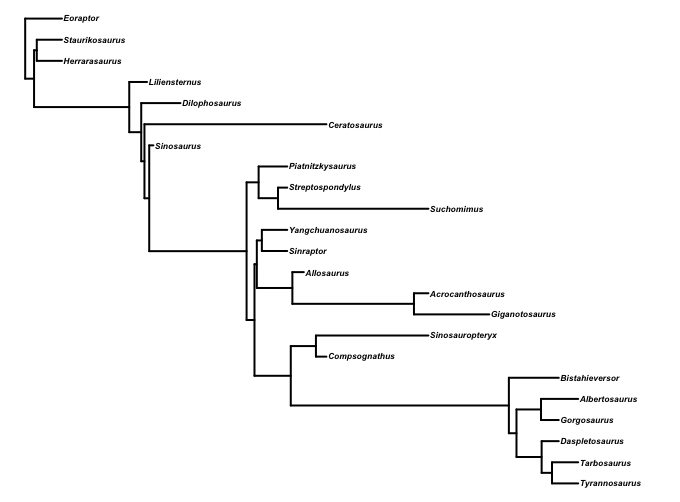 Eoraptor
Staurikosaurus
Herrarasaurus
Liliensternus
Dilophosaurus
Ceratosaurus
Sinosaurus
Piatnitzkysaurus
Streptospondylus
Suchomimus
Yangchuanosaurus
Sinraptor
Allosaurus
Acrocanthosaurus
Giganotosaurus
Sinosauropteryx
Compsognathus
Bistahieversor
Albertosaurus
Gorgosaurus
Daspletosaurus
Tarbosaurus
Tyrannosaurus